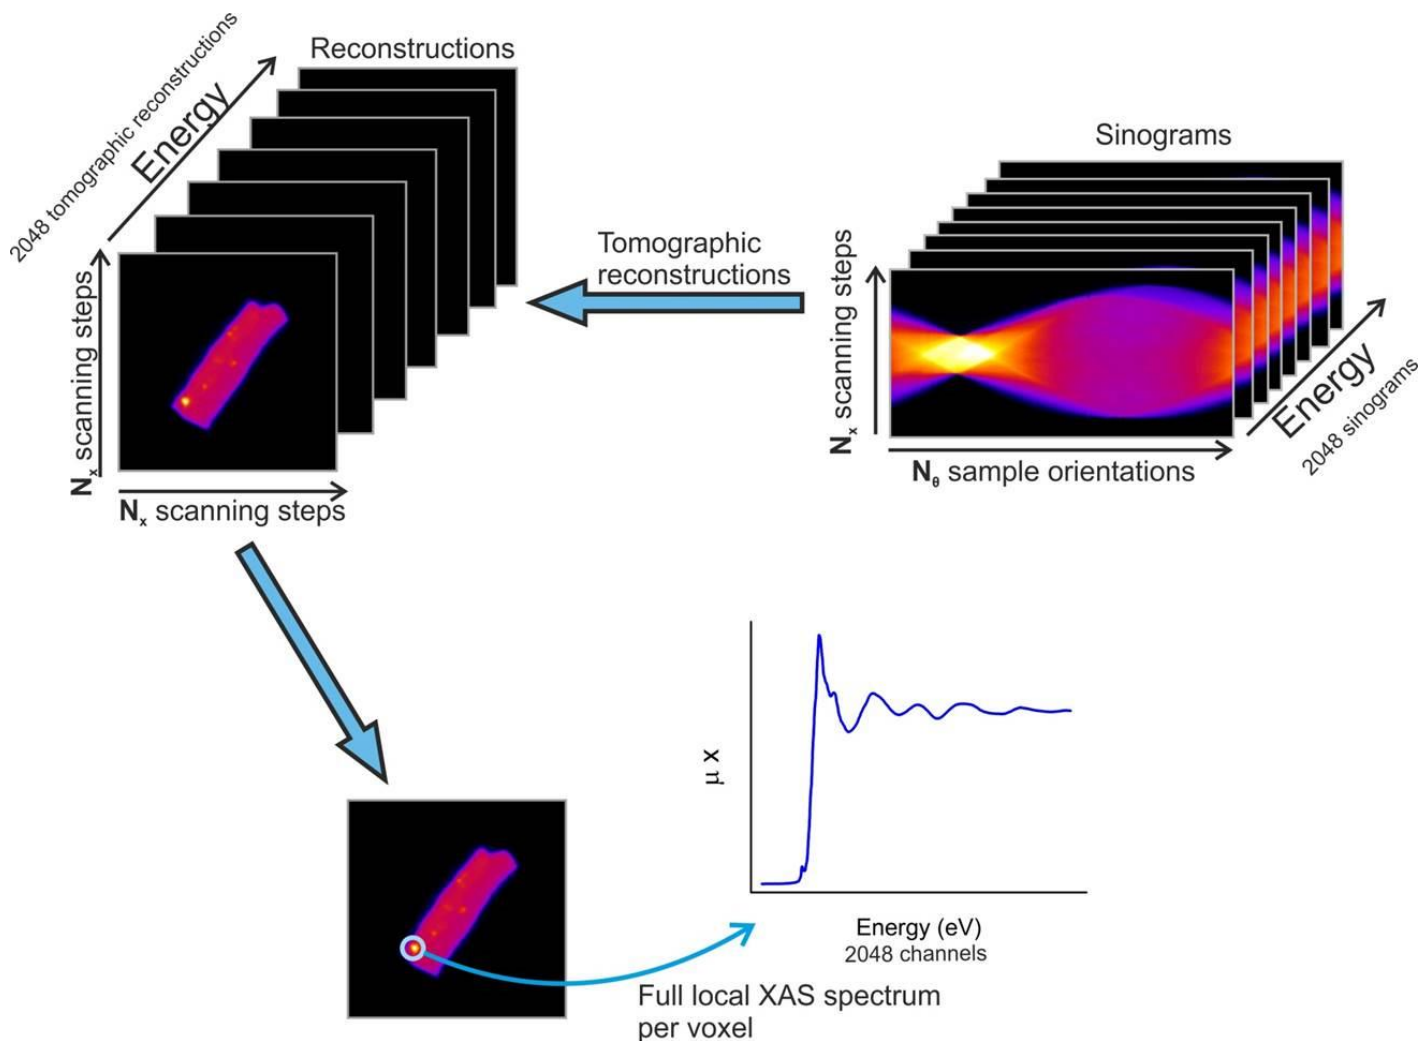 Reconstructions
Energy
2048 tomographic reconstructions
Nₓ scanning steps
Nₓ scanning steps
Tomographic
reconstructions
Sinograms
Nₓ scanning steps
Nθ sample orientations
Energy
2048 sinograms
μ X
Energy (eV)
2048 channels
Full local XAS spectrum
per voxel